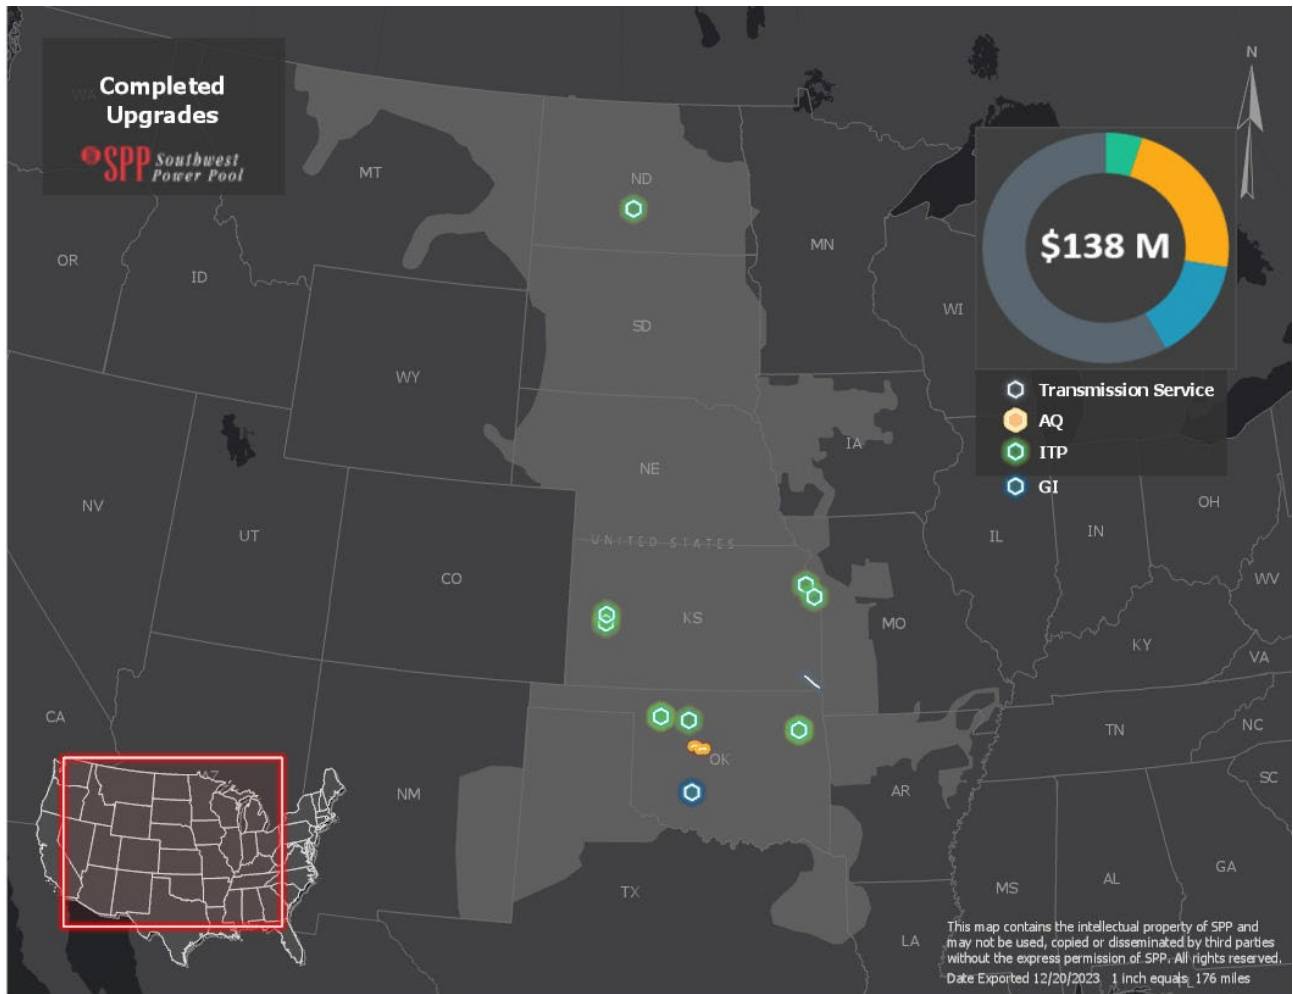 Completed
Upgrades
SPP Southwest
Power Pool
N
$138 M
Transmission Service
AQ
ITP
GI
MT
ND
MN
OR
ID
WI
SD
WY
IA
NE
NV
UT
IL
IN
OH
UNITED STATES
CO
WV
KS
MO
KY
VA
CA
TN
NC
OK
SC
AZ
NM
AR
GA
TX
MS
AL
LA
This map contains the intellectual property of SPP and
may not be used, copied or disseminated by third parties
without the express permission of SPP. All rights reserved.
Date Exported 12/20/2023 1 inch equals 176 miles
FL